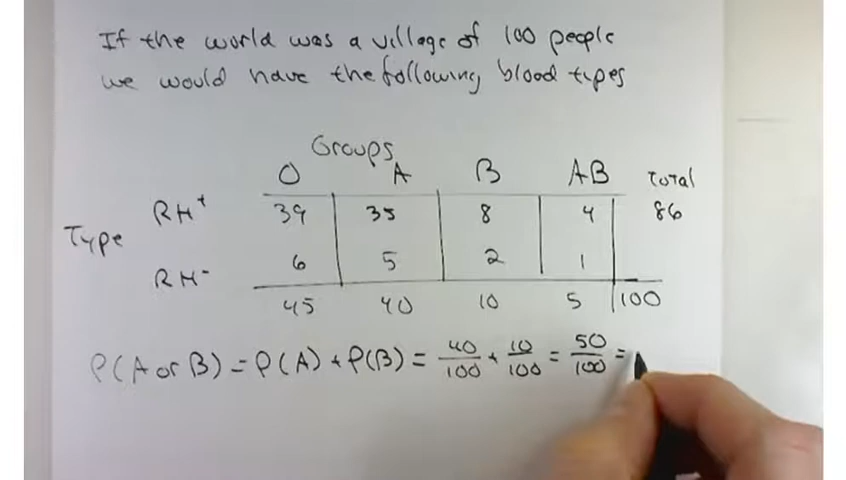 If the world was a village of 100 people
we would have the following blood types
Groups
O A B AB Total
Type
RH+ 39 35 8 4 86
RH- 6 5 2 1
45 40 10 5 100
P(A or B) = P(A) + P(B) = 40/100 + 10/100 = 50/100 =